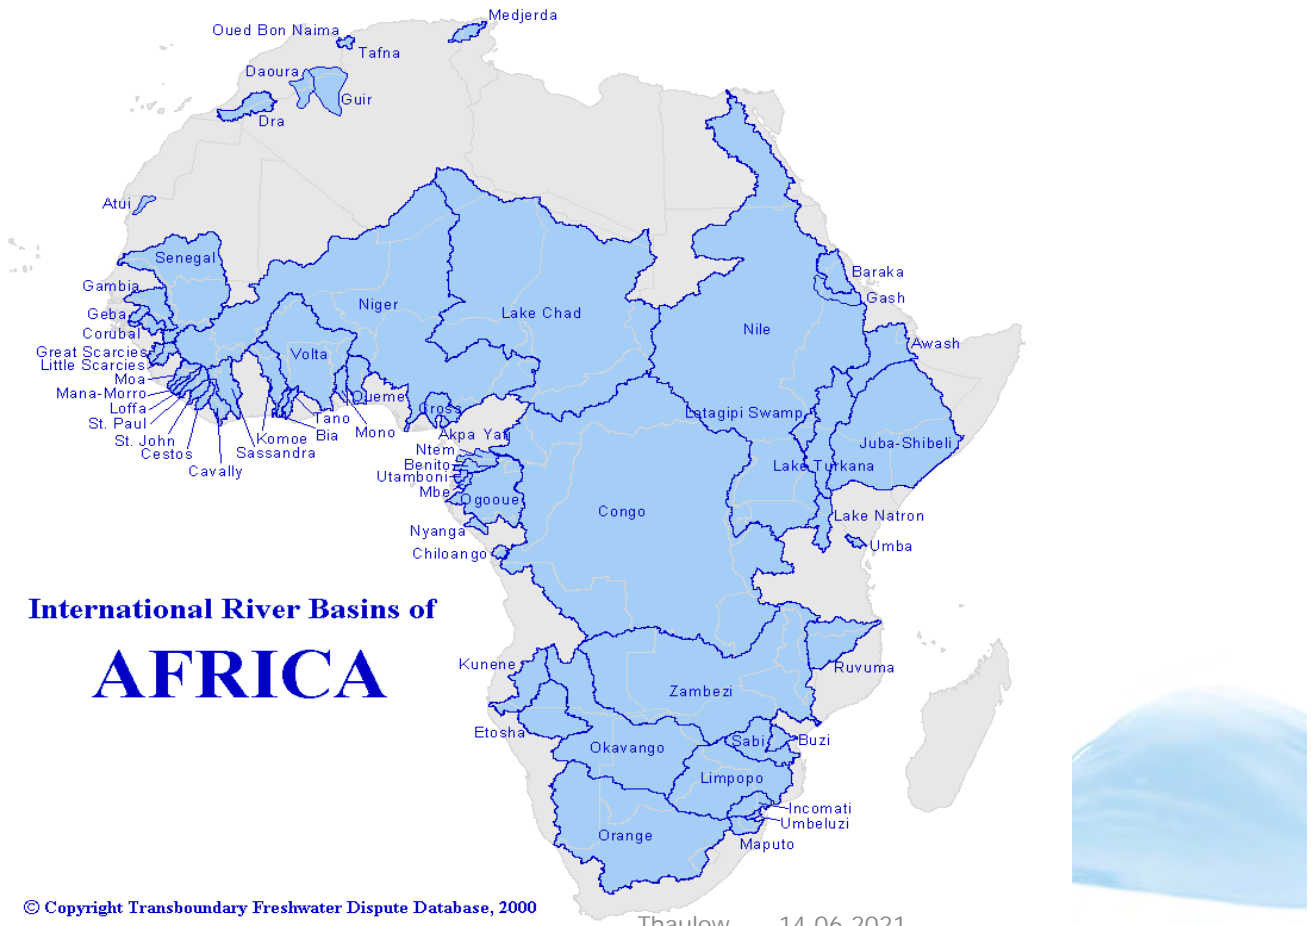 Medjerda
Oued Bon Naima
Tafna
Daoura
Guir
Dra
Atui
Senegal
Gambia
Geba
Corubal
Great Scarcies
Little Scarcies
Moa
Mana-Morro
Loffa
St. Paul
St. John
Cestos
Cavally
Sassandra
Komoe
Bia
Tano
Mono
Oueme
Volta
Niger
Lake Chad
Nile
Baraka
Gash
Awash
Cross
Akpa Yafi
Ntem
Benito
Utamboni
Mbe
Ogooue
Nyanga
Chiloango
Congo
Latagipi Swamp
Juba-Shibeli
Lake Turkana
Lake Natron
Umba
International River Basins of
AFRICA
Kunene
Etosha
Zambezi
Ruvuma
Okavango
Sabi
Buzi
Limpopo
Incomati
Umbeluzi
Maputo
Orange
© Copyright Transboundary Freshwater Dispute Database, 2000
Thaulow 14.06.2021